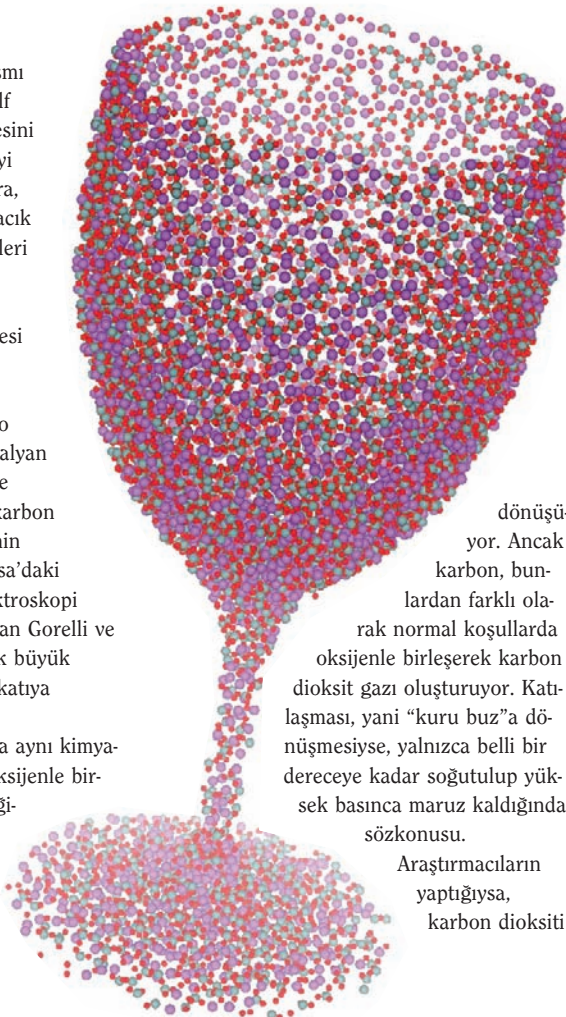 smı
lf
esini
yi
ra,
acık
leri
esi
o
alyan
e
karbon
nin
sa'daki
ktroskopi
an Gorelli ve
k büyük
katıya
a aynı kimya-
ksijenle bir-
ği-
dönüşü-
yor. Ancak
karbon, bun-
lardan farklı ola-
rak normal koşullarda
oksijenle birleşerek karbon
dioksit gazı oluşturuyor. Katı-
laşması, yani “kuru buz”a dö-
nüşmesiyse, yalnızca belli bir
dereceye kadar soğutulup yük-
sek basınca maruz kaldığında
sözkonusu.
Araştırmacıların
yaptığıysa,
karbon dioksiti